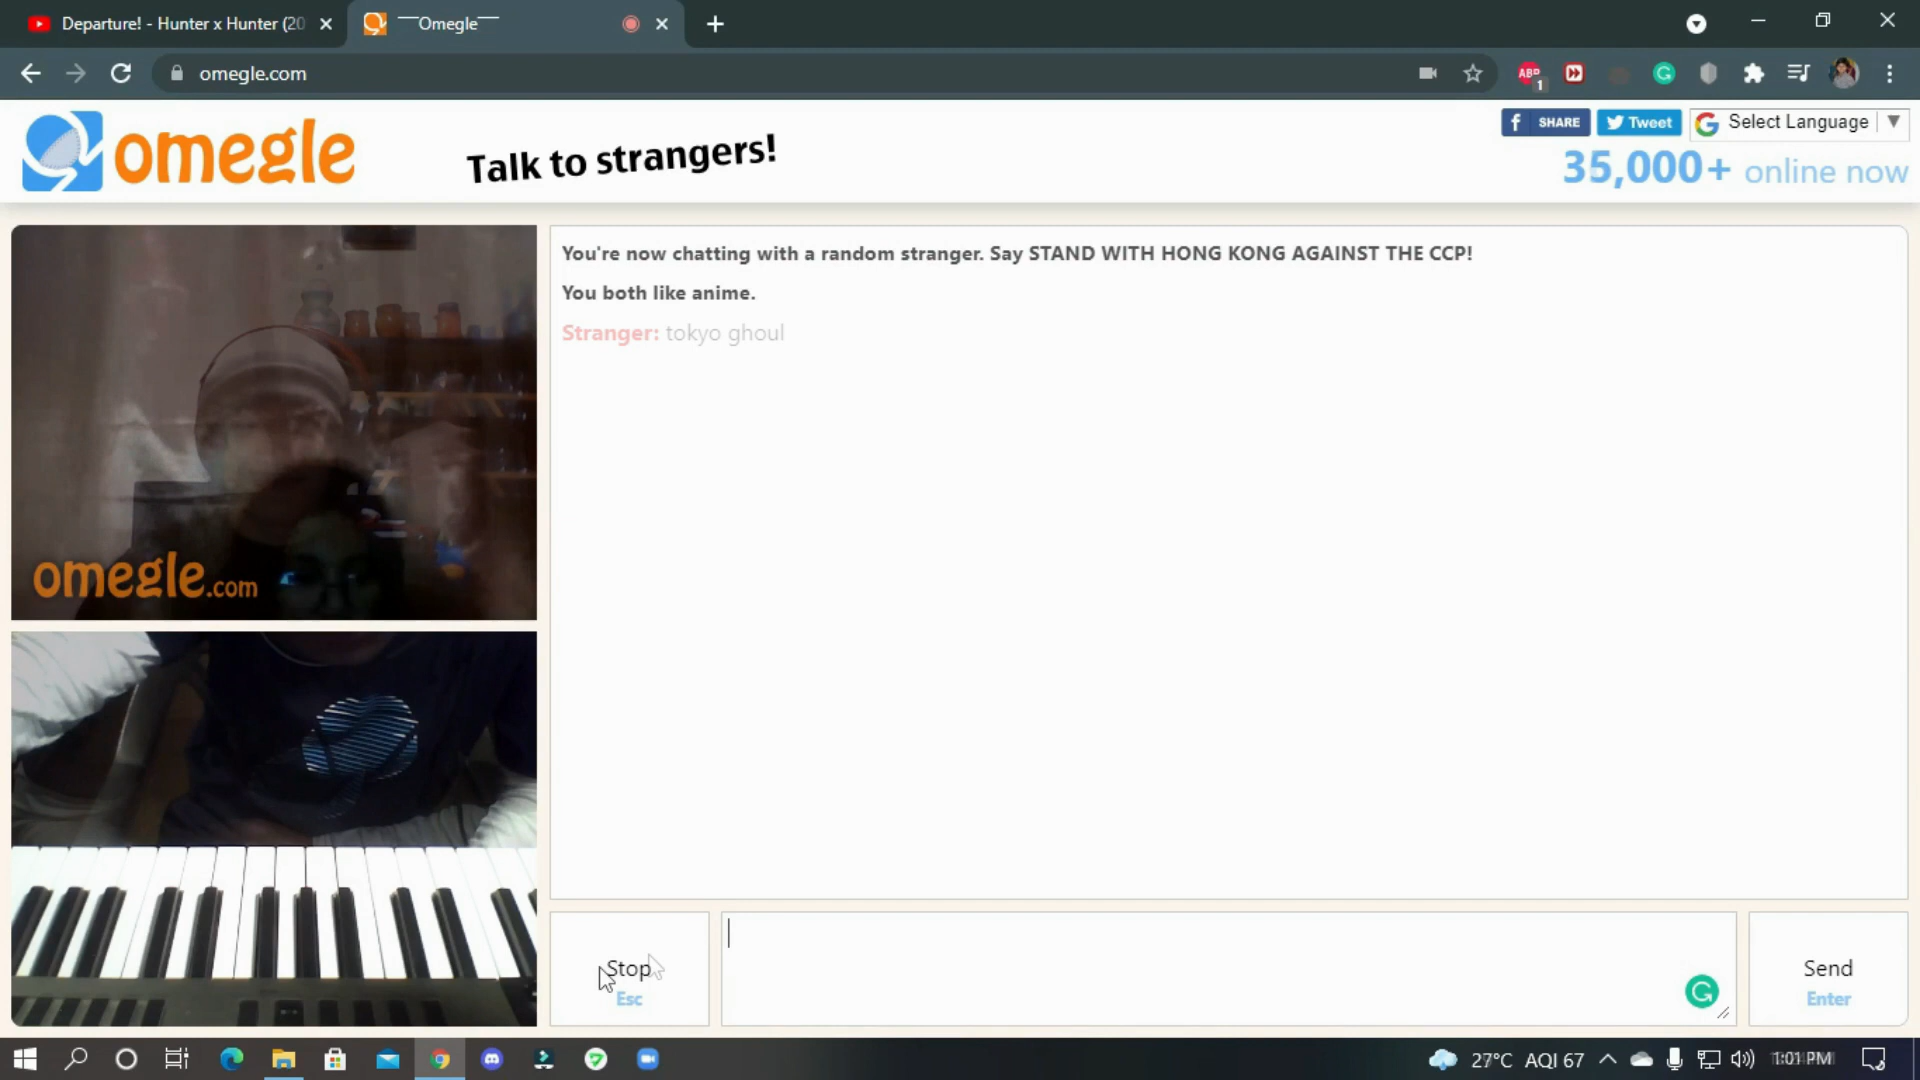 Departure! - Hunter x Hunter (20
Omegle
omegle.com
ABP
1
omegle
Talk to strangers!
f SHARE
Tweet
G Select Language ▼
35,000+ online now
You're now chatting with a random stranger. Say STAND WITH HONG KONG AGAINST THE CCP!
You both like anime.
Stranger: tokyo ghoul
omegle.com
Stop
Esc
Send
Enter
27°C AQI 67